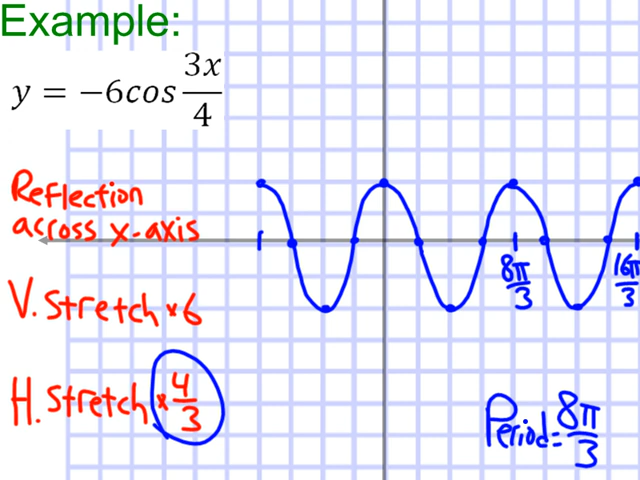 Example:
y = −6cos 3x/4
Reflection
across x-axis
V. Stretch × 6
H. Stretch × 4/3
8π/3
16π/3
Period = 8π/3